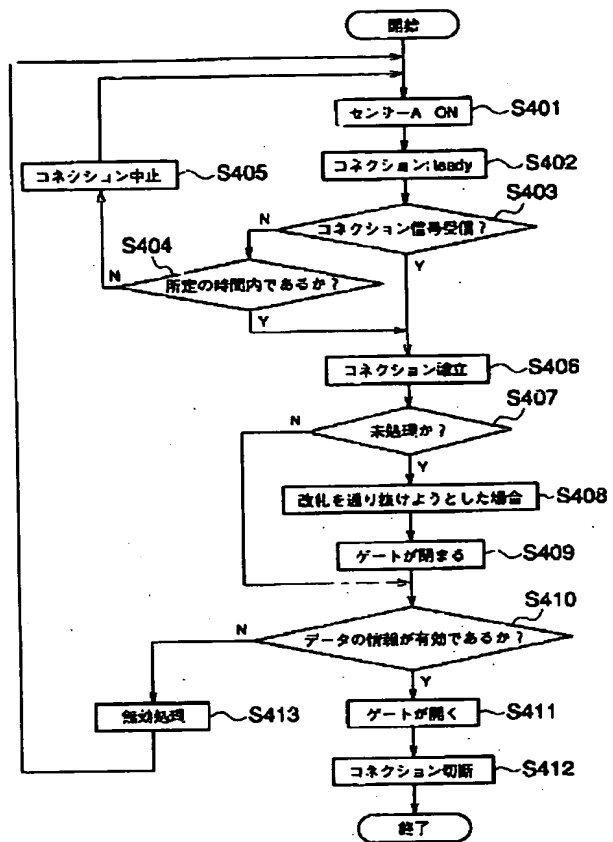 開始
センサーA ON
S401
コネクション:leady
S402
コネクション中止
S405
S403
コネクション信号受信?
N
Y
S404
所定の時間内であるか?
N
Y
コネクション確立
S406
S407
未処理か?
N
Y
改札を通り抜けようとした場合
S408
ゲートが閉まる
S409
S410
データの情報が有効であるか?
N
Y
無効処理
S413
ゲートが開く
S411
コネクション切断
S412
終了